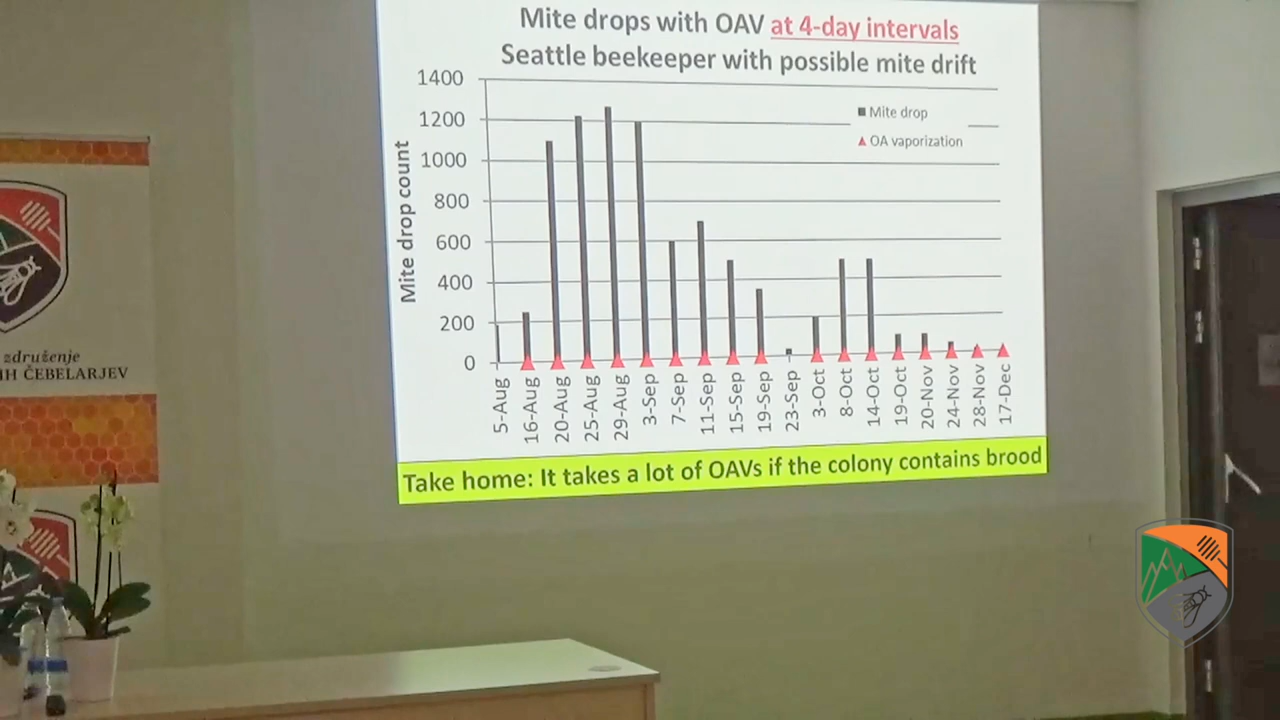 Mite drops with OAV at 4-day intervals
Seattle beekeeper with possible mite drift
Mite drop count
1400
1200
1000
800
600
400
200
0
Mite drop
OA vaporization
5-Aug
16-Aug
20-Aug
25-Aug
29-Aug
3-Sep
7-Sep
11-Sep
15-Sep
19-Sep
23-Sep
3-Oct
8-Oct
14-Oct
19-Oct
20-Nov
24-Nov
28-Nov
17-Dec
Take home: It takes a lot of OAVs if the colony contains brood
združenje
IH ČEBELARJEV